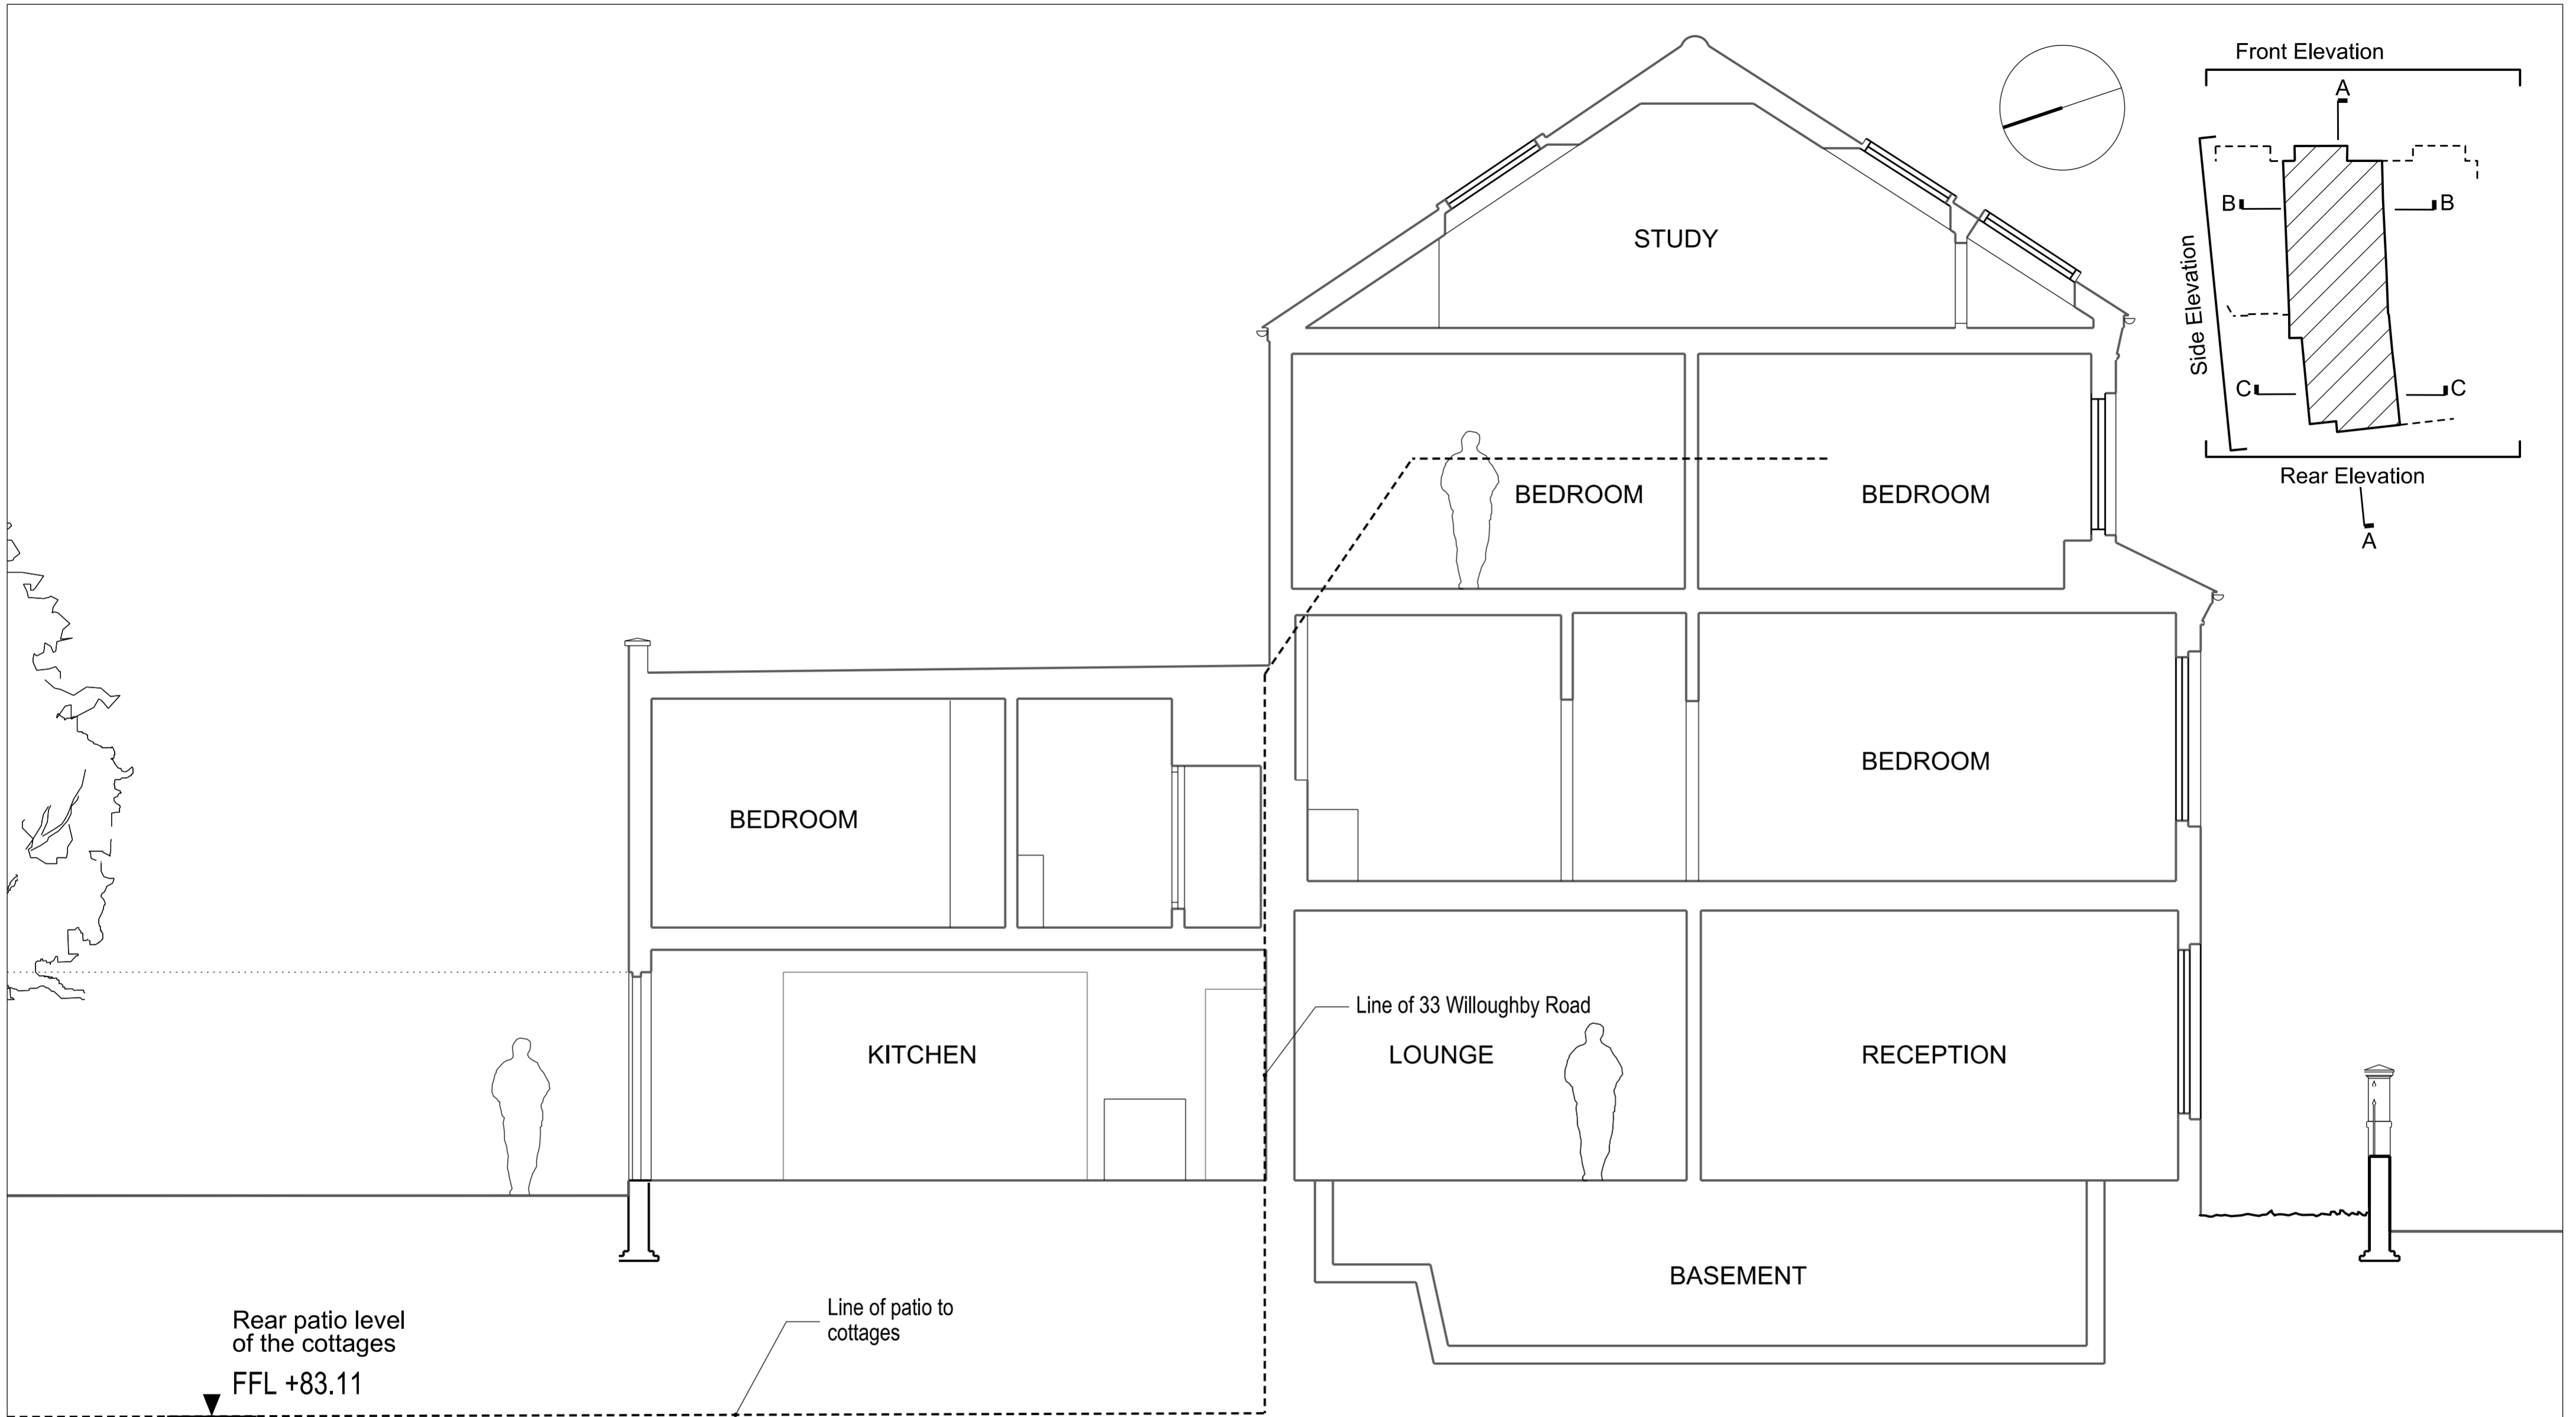 Front Elevation
A
B
B
Side Elevation
C
C
Rear Elevation
A
STUDY
BEDROOM
BEDROOM
BEDROOM
BEDROOM
Line of 33 Willoughby Road
KITCHEN
LOUNGE
RECEPTION
BASEMENT
Line of patio to
cottages
Rear patio level
of the cottages
FFL +83.11